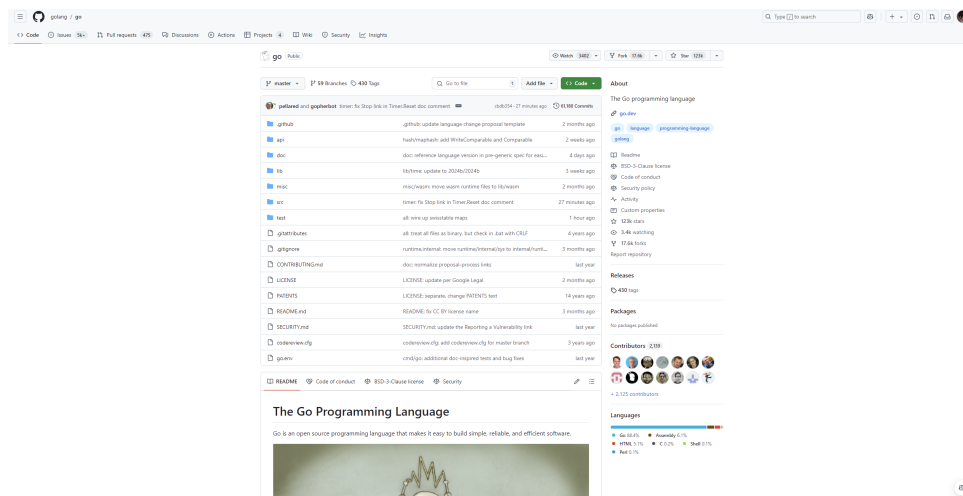 golang / go
Type / to search
Code Issues 5k+ Pull requests 475 Discussions Actions Projects 4 Wiki Security Insights
go Public
Watch 3402 Fork 17.6k Star 123k
master 59 Branches 430 Tags Go to file t Add file Code
pellared and gopherbot timer: fix Stop link in Timer.Reset doc comment 27 minutes ago 61,188 Commits
.github .github: update language change proposal template 2 months ago
api hash/maphash: add WriteComparable and Comparable 2 weeks ago
doc doc: reference language version in pre-generic spec for easi... 4 days ago
lib lib/time: update to 2024b/2024b 3 weeks ago
misc misc/wasm: move wasm runtime files to lib/wasm 2 months ago
src timer: fix Stop link in Timer.Reset doc comment 27 minutes ago
test all: wire up swisstable maps 1 hour ago
.gitattributes all: treat all files as binary, but check in .bat with CRLF 4 years ago
.gitignore runtime,internal: move runtime/internal/sys to internal/runti... 3 months ago
CONTRIBUTING.md doc: normalize proposal-process links last year
LICENSE LICENSE: update per Google Legal 2 months ago
PATENTS LICENSE: separate, change PATENTS text 14 years ago
README.md README: fix CC BY license name 3 months ago
SECURITY.md SECURITY.md: update the Reporting a Vulnerability link last year
codereview.cfg codereview.cfg: add codereview.cfg for master branch 3 years ago
go.env cmd/go: additional doc-inspired tests and bug fixes last year
README Code of conduct BSD-3-Clause license Security
The Go Programming Language
Go is an open source programming language that makes it easy to build simple, reliable, and efficient software.
About
The Go programming language
go.dev
go language programming-language
golang
Readme
BSD-3-Clause license
Code of conduct
Security policy
Activity
Custom properties
123k stars
3.4k watching
17.6k forks
Report repository
Releases
430 tags
Packages
No packages published
Contributors 2,139
+ 2,125 contributors
Languages
Go 88.4% Assembly 6.1%
HTML 5.1% C 0.2% Shell 0.1%
Perl 0.1%